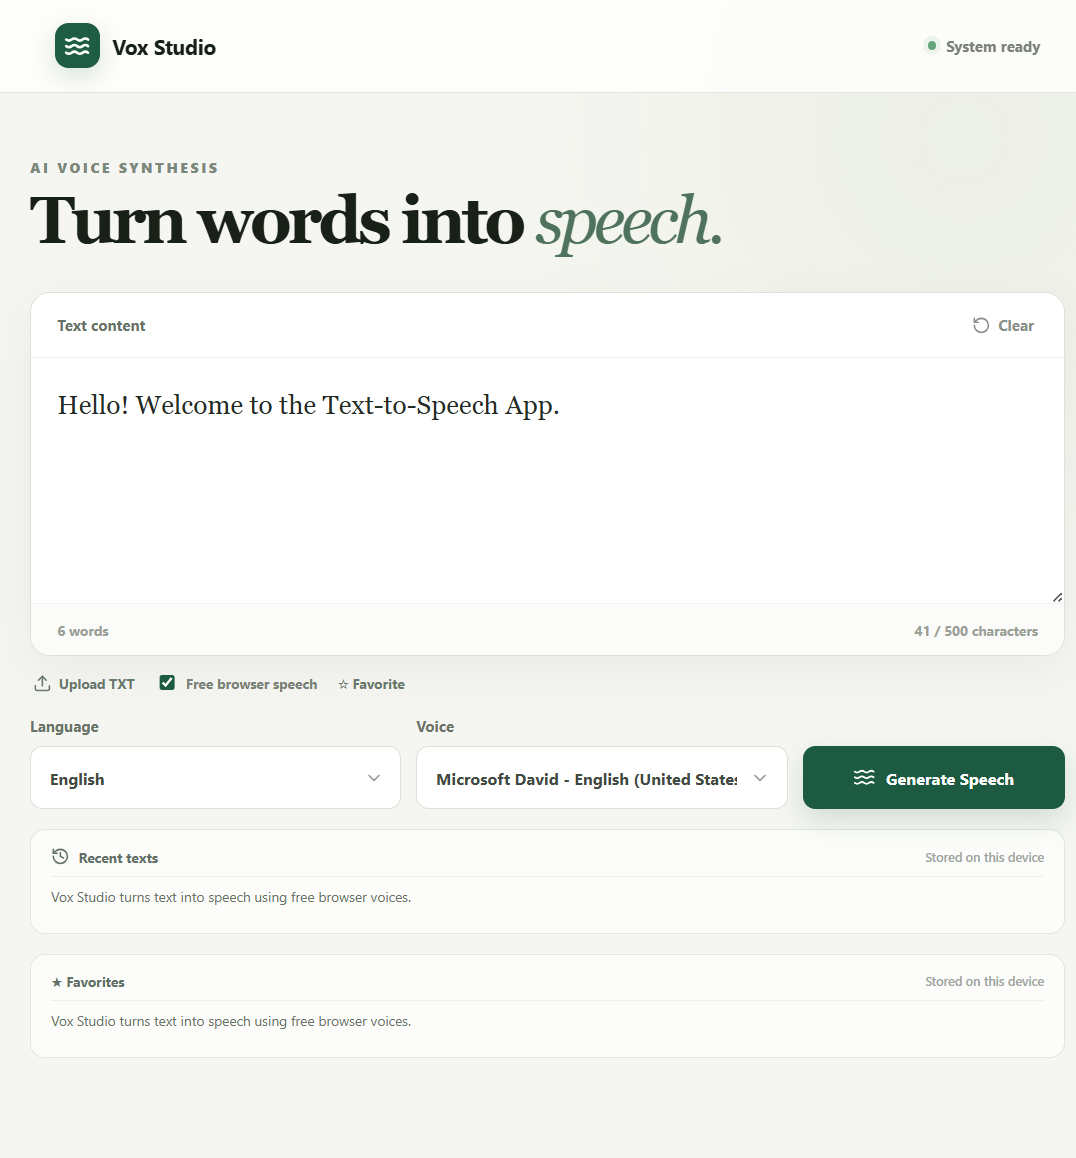 Vox Studio
System ready
AI VOICE SYNTHESIS
Turn words into speech.
Text content
Clear
Hello! Welcome to the Text-to-Speech App.
6 words
41 / 500 characters
Upload TXT
Free browser speech
☆ Favorite
Language
Voice
English
Microsoft David - English (United States
Generate Speech
Recent texts
Stored on this device
Vox Studio turns text into speech using free browser voices.
★ Favorites
Stored on this device
Vox Studio turns text into speech using free browser voices.